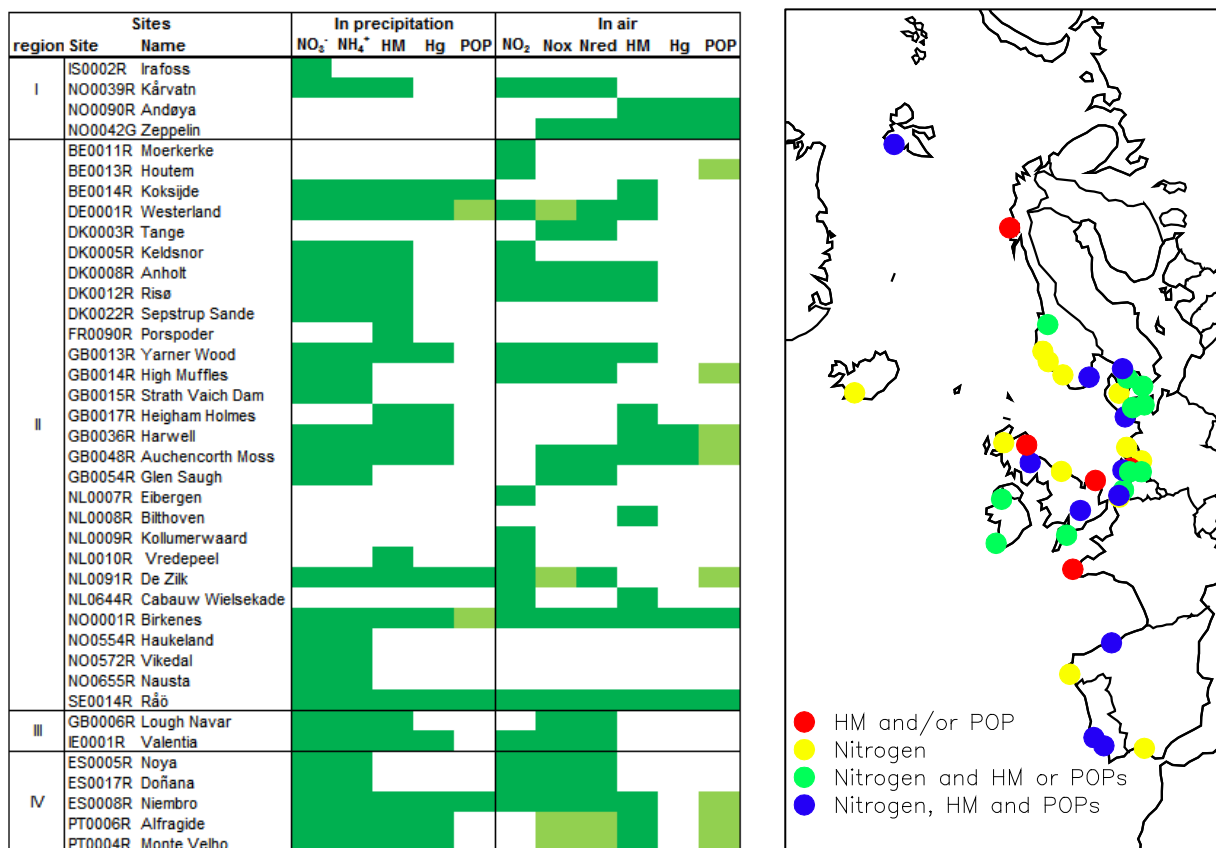 Sites In precipitation In air
region Site Name NO₃⁻ NH₄⁺ HM Hg POP NO₂ Nox Nred HM Hg POP
I
IS0002R Irafoss
NO0039R Kårvatn
NO0090R Andøya
NO0042G Zeppelin
II
BE0011R Moerkerke
BE0013R Houtem
BE0014R Koksijde
DE0001R Westerland
DK0003R Tange
DK0005R Keldsnor
DK0008R Anholt
DK0012R Risø
DK0022R Sepstrup Sande
FR0090R Porspoder
GB0013R Yarner Wood
GB0014R High Muffles
GB0015R Strath Vaich Dam
GB0017R Heigham Holmes
GB0036R Harwell
GB0048R Auchencorth Moss
GB0054R Glen Saugh
NL0007R Eibergen
NL0008R Bilthoven
NL0009R Kollumerwaard
NL0010R Vredepeel
NL0091R De Zilk
NL0644R Cabauw Wielsekade
NO0001R Birkenes
NO0554R Haukeland
NO0572R Vikedal
NO0655R Nausta
SE0014R Råö
III
GB0006R Lough Navar
IE0001R Valentia
IV
ES0005R Noya
ES0017R Doñana
ES0008R Niembro
PT0006R Alfragide
PT0004R Monte Velho
HM and/or POP
Nitrogen
Nitrogen and HM or POPs
Nitrogen, HM and POPs